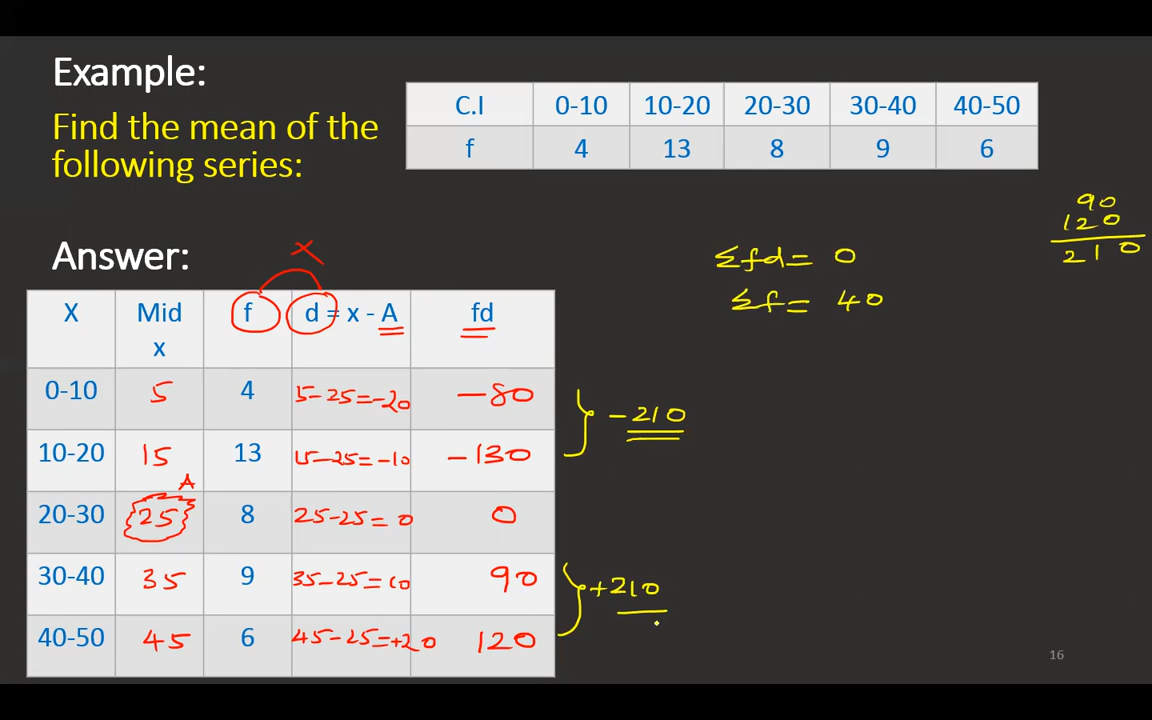 Example:
Find the mean of the
following series:
C.I 0-10 10-20 20-30 30-40 40-50
f 4 13 8 9 6
90
120
210
Σfd = 0
Σf = 40
Answer:
X
X Mid x f d = x - A fd
0-10 5 4 5-25=-20 -80
10-20 15 13 15-25=-10 -130
-210
A
20-30 25 8 25-25=0 0
30-40 35 9 35-25=10 90
40-50 45 6 45-25=+20 120
+210
16